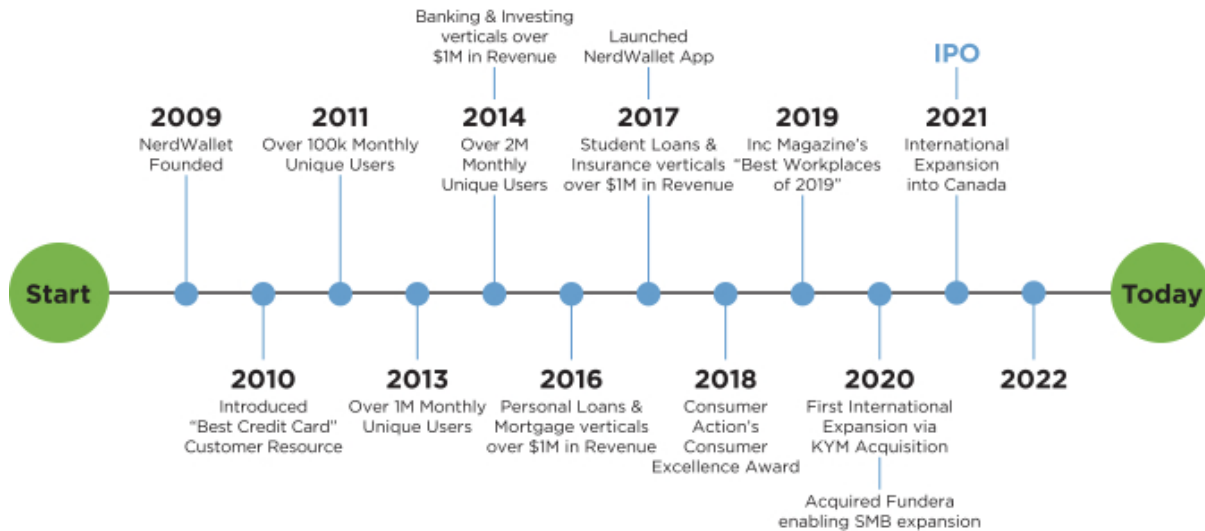 Start
Banking & Investing
verticals over
$1M in Revenue
Launched
NerdWallet App
IPO
2009
NerdWallet
Founded
2011
Over 100k Monthly
Unique Users
2014
Over 2M
Monthly
Unique Users
2017
Student Loans &
Insurance verticals
over $1M in Revenue
2019
Inc Magazine's
“Best Workplaces
of 2019”
2021
International
Expansion
into Canada
2010
Introduced
“Best Credit Card”
Customer Resource
2013
Over 1M Monthly
Unique Users
2016
Personal Loans &
Mortgage verticals
over $1M in Revenue
2018
Consumer
Action's
Consumer
Excellence Award
2020
First International
Expansion via
KYM Acquisition
Acquired Fundera
enabling SMB expansion
2022
Today